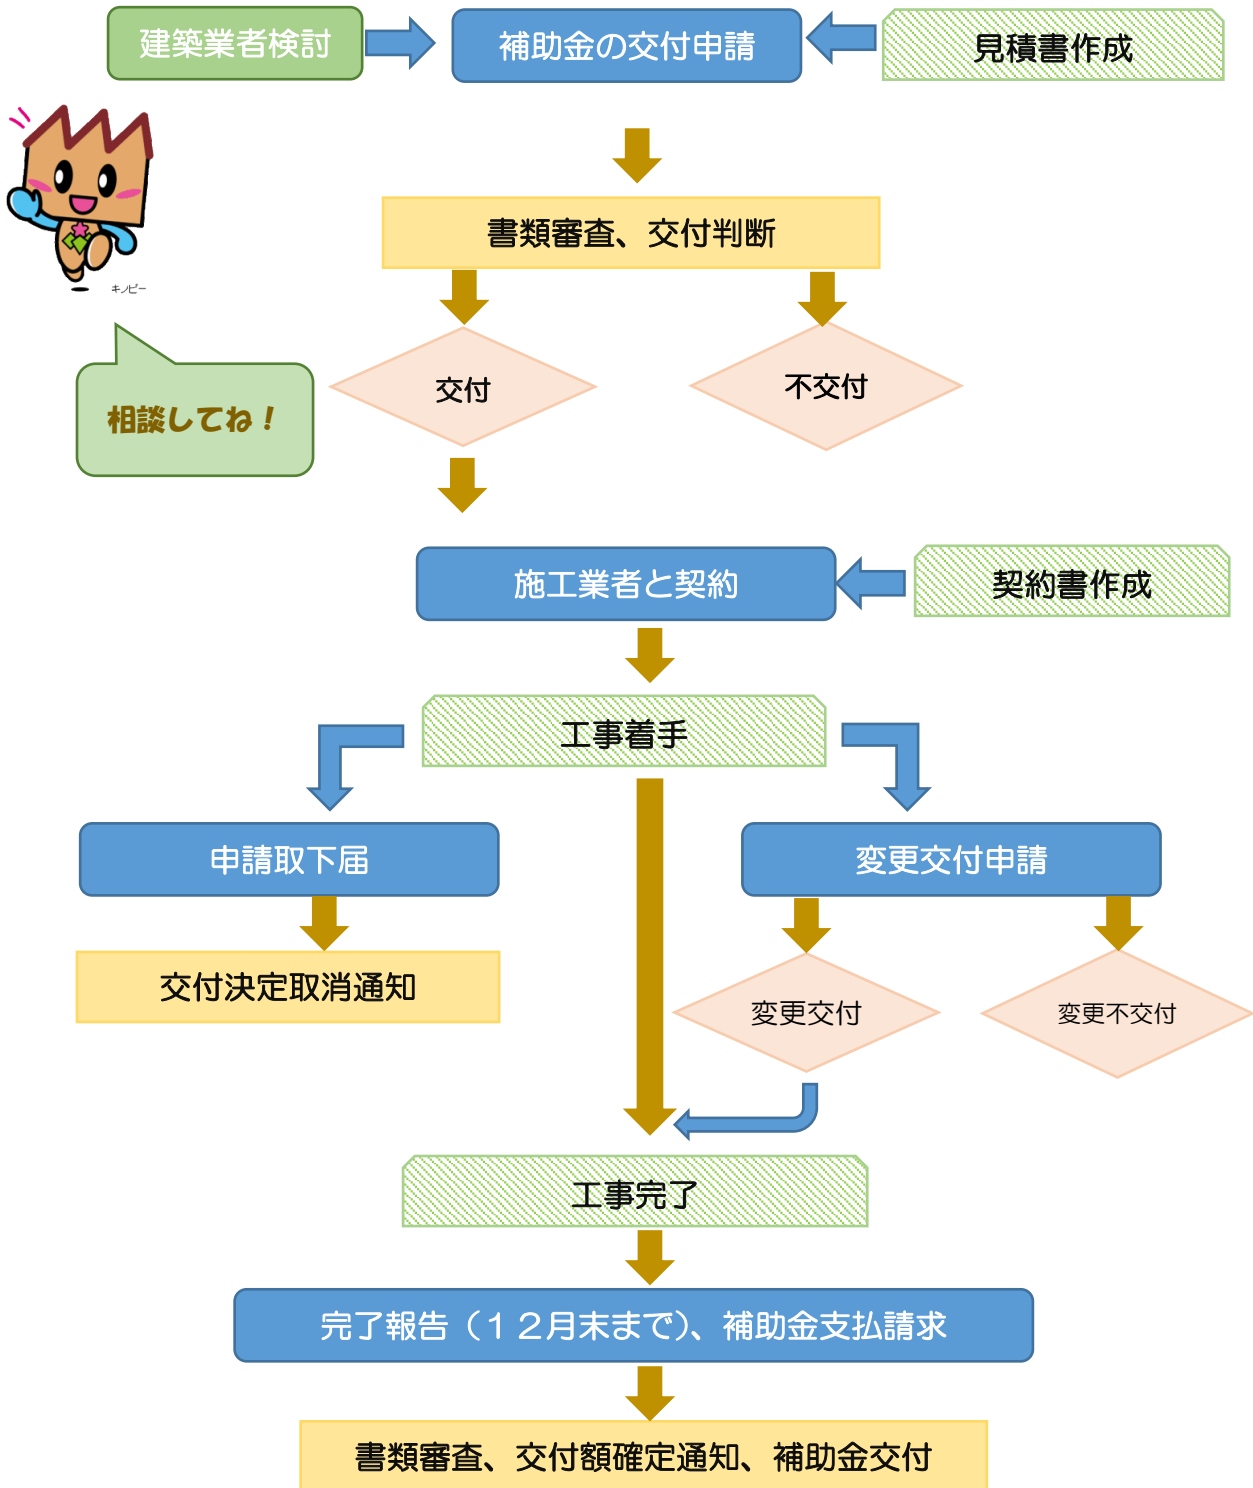 建築業者検討
補助金の交付申請
見積書作成
書類審査、交付判断
キノピー
交付
不交付
相談してね！
施工業者と契約
契約書作成
工事着手
申請取下届
変更交付申請
交付決定取消通知
変更交付
変更不交付
工事完了
完了報告（１２月末まで）、補助金支払請求
書類審査、交付額確定通知、補助金交付